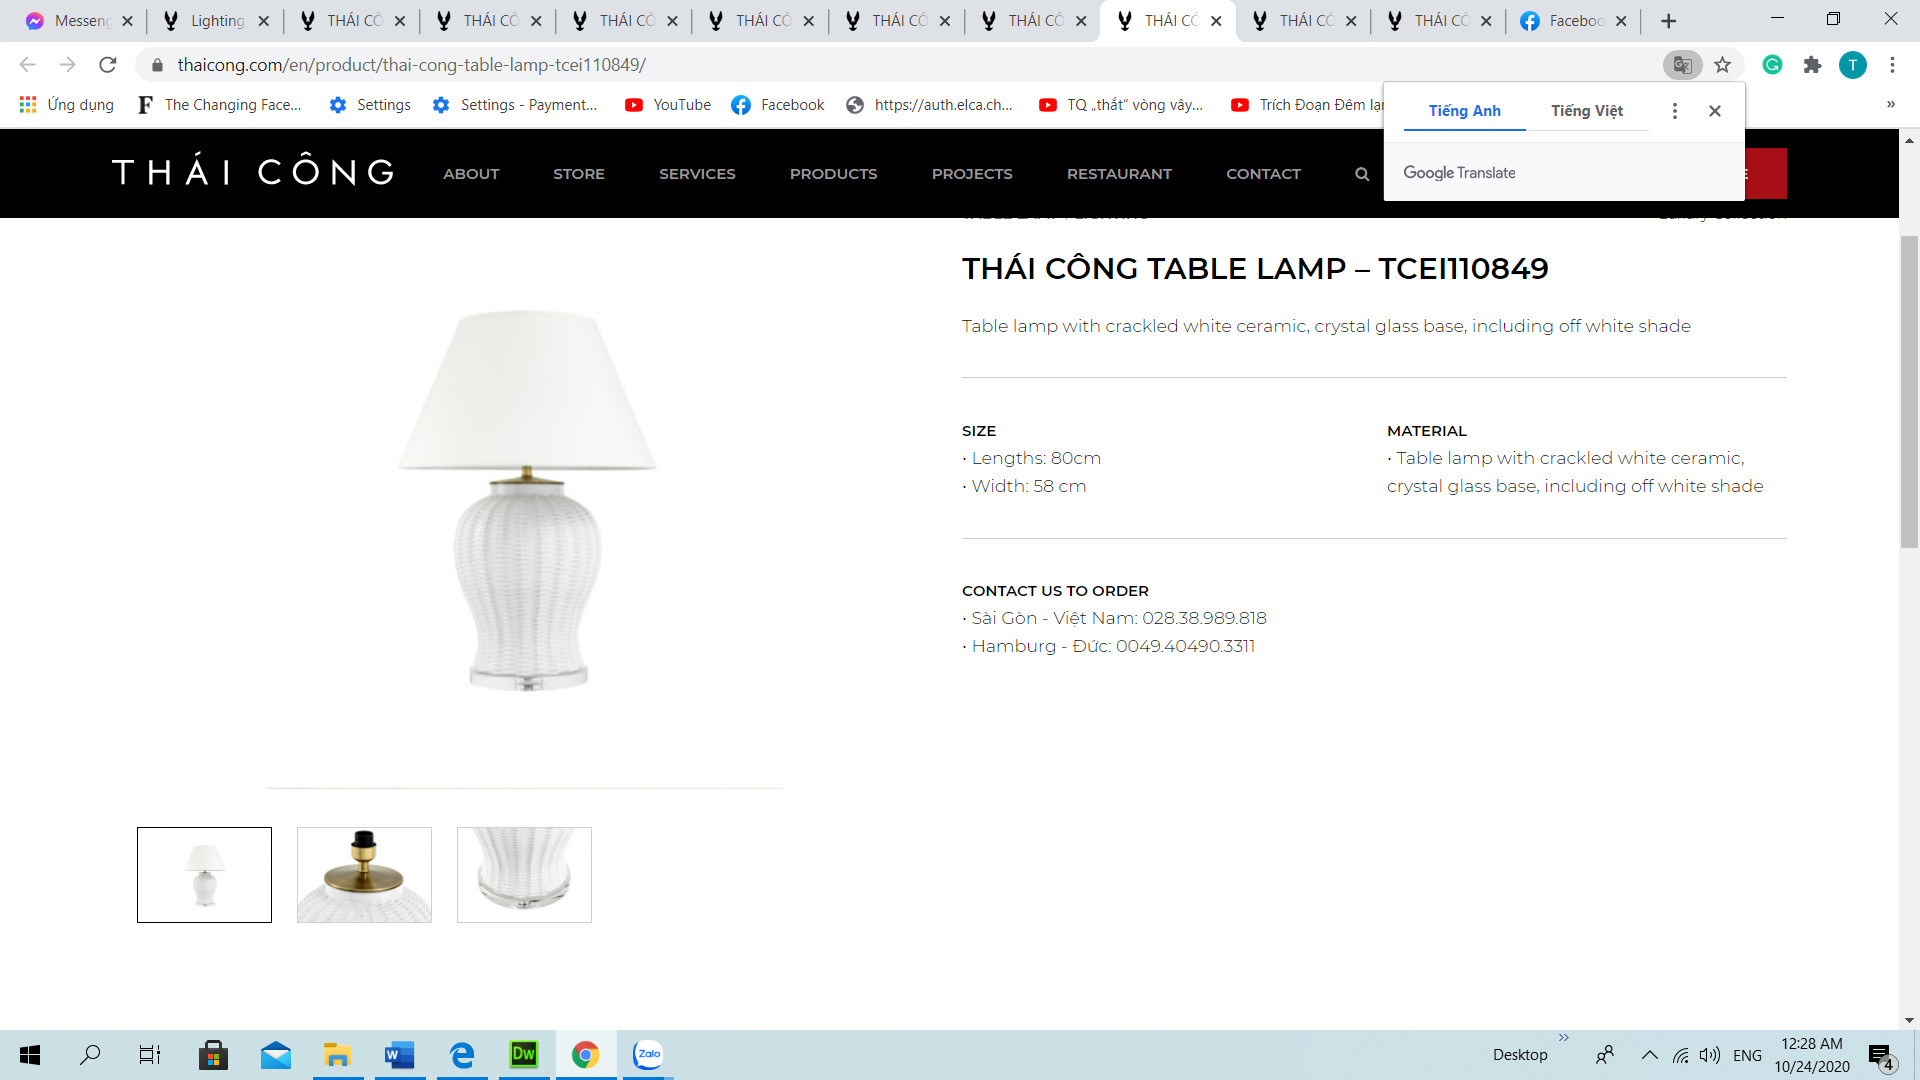 Messeng
Lighting
THÁI CÔ
THÁI CÔ
THÁI CÔ
THÁI CÔ
THÁI CÔ
THÁI CÔ
THÁI CÔ
THÁI CÔ
THÁI CÔ
Faceboo
thaicong.com/en/product/thai-cong-table-lamp-tcei110849/
T
Ứng dụng
The Changing Face...
Settings
Settings - Payment...
YouTube
Facebook
https://auth.elca.ch...
TQ „thắt“ vòng vây...
Trích Đoạn Đêm lạn
»
Tiếng Anh
Tiếng Việt
Google Translate
THÁI CÔNG
ABOUT
STORE
SERVICES
PRODUCTS
PROJECTS
RESTAURANT
CONTACT
THÁI CÔNG TABLE LAMP – TCEI110849
Table lamp with crackled white ceramic, crystal glass base, including off white shade
SIZE
• Lengths: 80cm
• Width: 58 cm
MATERIAL
• Table lamp with crackled white ceramic,
crystal glass base, including off white shade
CONTACT US TO ORDER
• Sài Gòn - Việt Nam: 028.38.989.818
• Hamburg - Đức: 0049.40490.3311
Dw
Zalo
Desktop
»
ENG
12:28 AM
10/24/2020
4